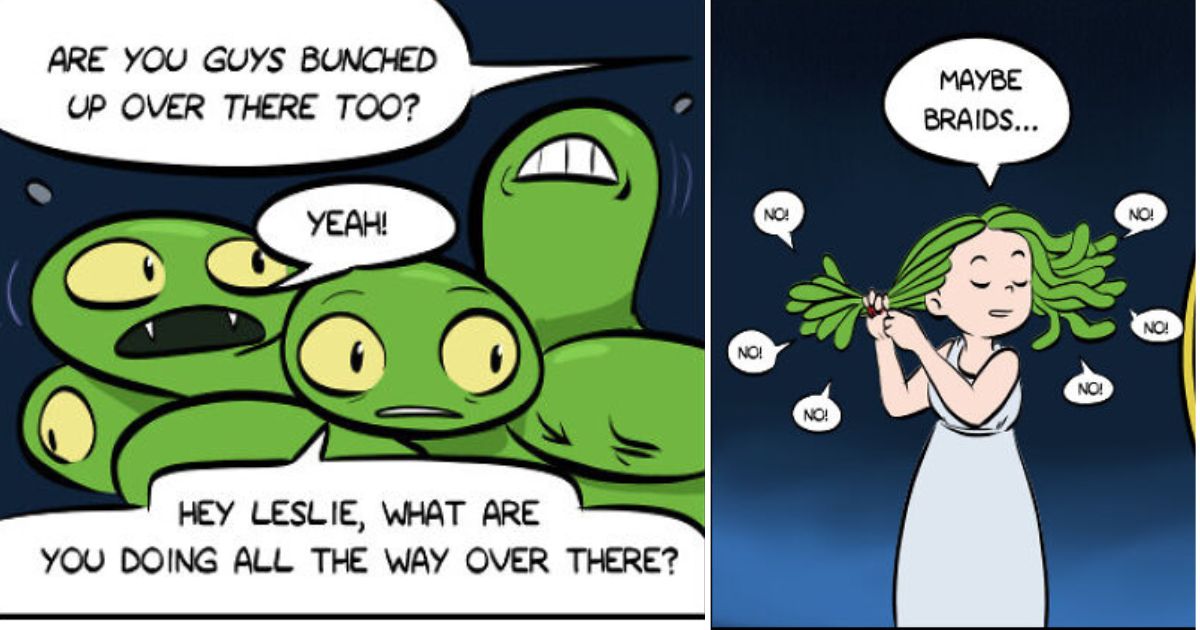 ARE YOU GUYS BUNCHED
UP OVER THERE TOO?
YEAH!
HEY LESLIE, WHAT ARE
YOU DOING ALL THE WAY OVER THERE?
MAYBE
BRAIDS...
NO!
NO!
NO!
NO!
NO!
NO!